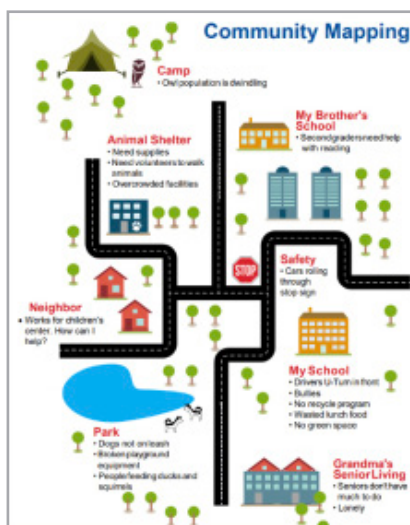 Community Mapping
Camp
• Owl population is dwindling
My Brother's
School
• Second graders need help
with reading
Animal Shelter
• Need supplies
• Need volunteers to walk
animals
• Overcrowded facilities
STOP
Safety
• Cars rolling
through
stop sign
Neighbor
• Works for children's
center. How can I
help?
My School
• Drivers U-Turn in front
• Bullies
• No recycle program
• Wasted lunch food
• No green space
Park
• Dogs not on leash
• Broken playground
equipment
• People feeding ducks and
squirrels
Grandma's
Senior Living
• Seniors don't have
much to do
• Lonely